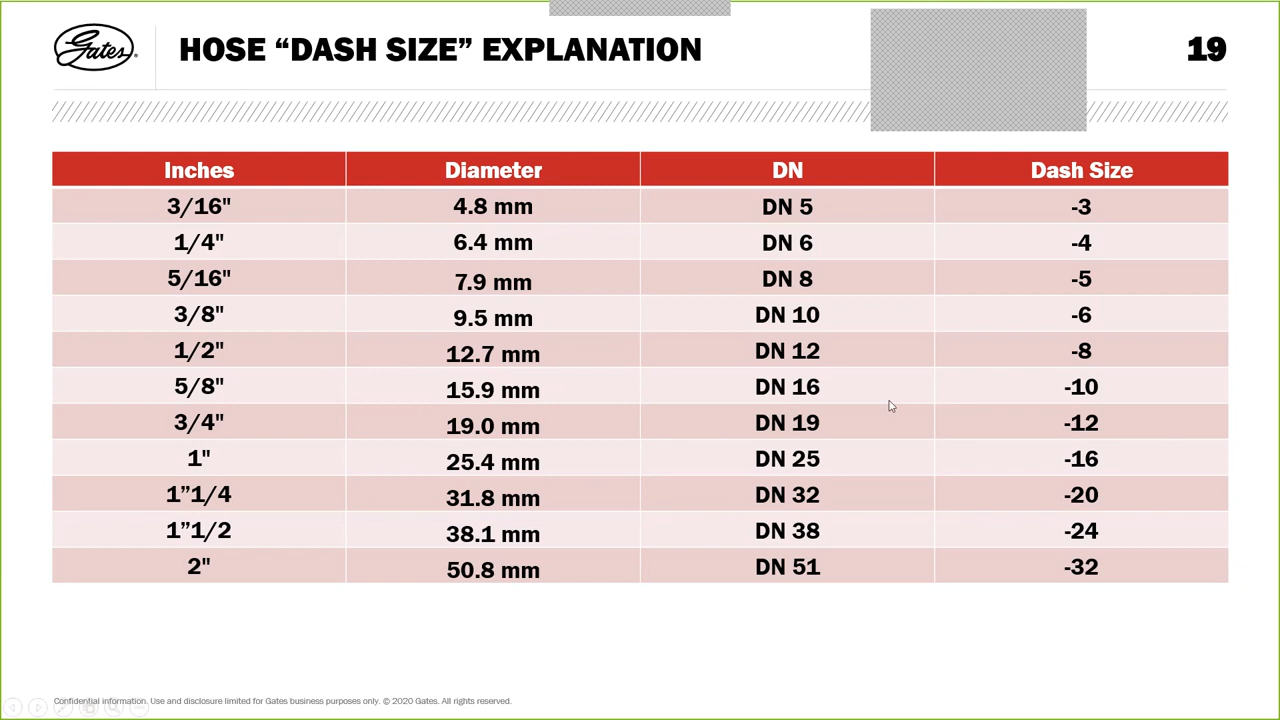 Gates
HOSE “DASH SIZE” EXPLANATION
19
Inches Diameter DN Dash Size
3/16" 4.8 mm DN 5 -3
1/4" 6.4 mm DN 6 -4
5/16" 7.9 mm DN 8 -5
3/8" 9.5 mm DN 10 -6
1/2" 12.7 mm DN 12 -8
5/8" 15.9 mm DN 16 -10
3/4" 19.0 mm DN 19 -12
1" 25.4 mm DN 25 -16
1”1/4 31.8 mm DN 32 -20
1”1/2 38.1 mm DN 38 -24
2" 50.8 mm DN 51 -32
Confidential information. Use and disclosure limited for Gates business purposes only. © 2020 Gates. All rights reserved.